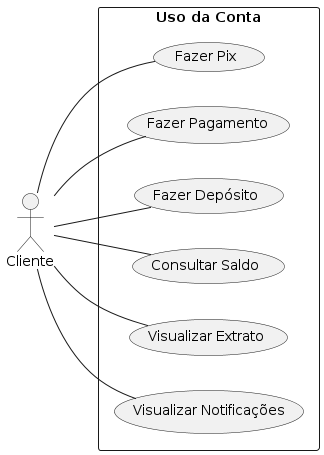 Uso da Conta
Fazer Pix
Fazer Pagamento
Fazer Depósito
Consultar Saldo
Cliente
Visualizar Extrato
Visualizar Notificações